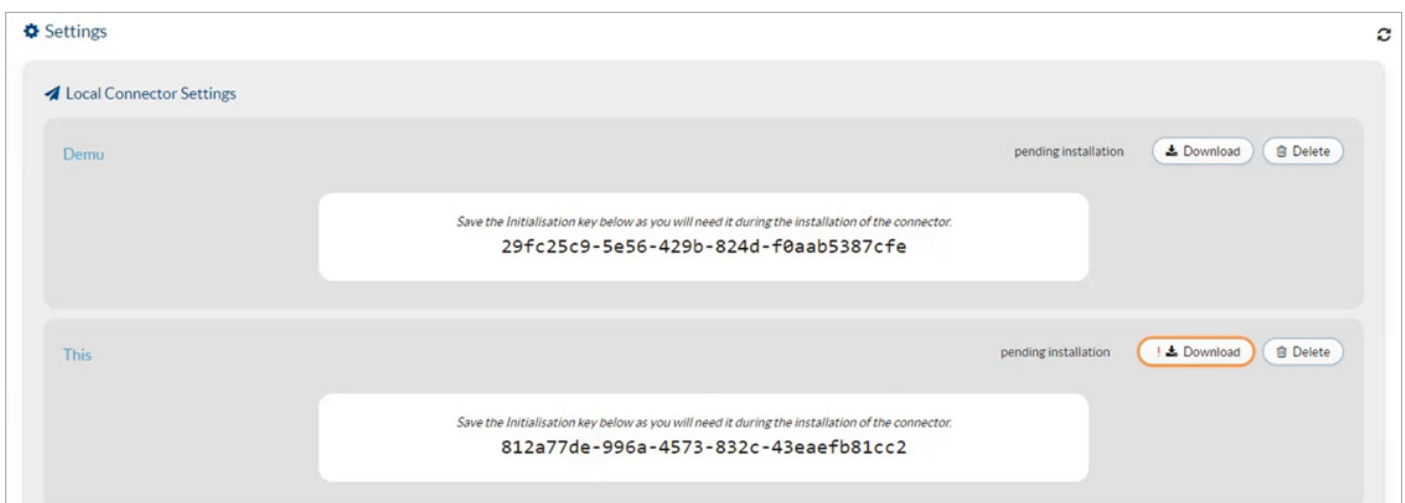 Settings
Local Connector Settings
Demu
pending installation
Download
Delete
Save the Initialisation key below as you will need it during the installation of the connector.
29fc25c9-5e56-429b-824d-f0aab5387cfe
This
pending installation
! Download
Delete
Save the Initialisation key below as you will need it during the installation of the connector.
812a77de-996a-4573-832c-43eaefb81cc2